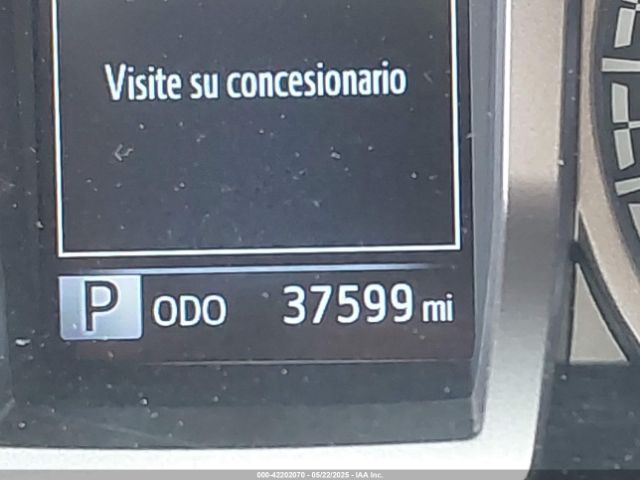 Visite su concesionario
P ODO 37599 mi
000-42202070 - 05/22/2025 - IAA Inc.